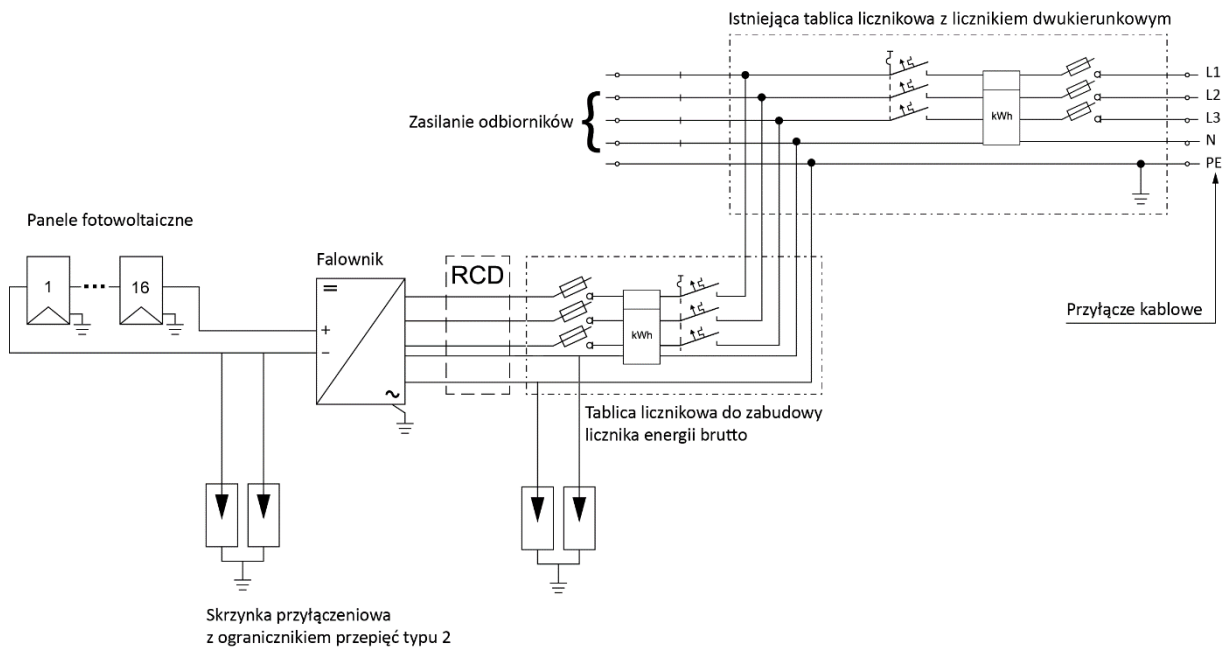 Istniejąca tablica licznikowa z licznikiem dwukierunkowym
L1
L2
kWh
L3
Zasilanie odbiorników
N
PE
Panele fotowoltaiczne
Falownik
RCD
1
16
Przyłącze kablowe
+
kWh
−
Tablica licznikowa do zabudowy
licznika energii brutto
Skrzynka przyłączeniowa
z ogranicznikiem przepięć typu 2